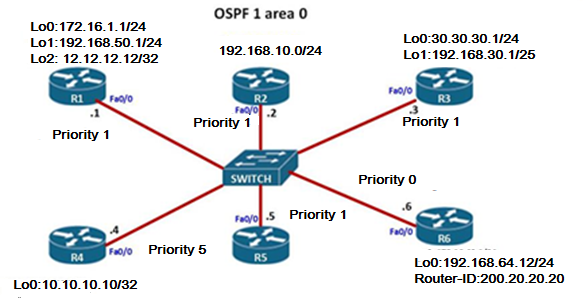 OSPF 1 area 0
Lo0:172.16.1.1/24
Lo1:192.168.50.1/24
Lo2: 12.12.12.12/32
192.168.10.0/24
Lo0:30.30.30.1/24
Lo1:192.168.30.1/25
R1
Fa0/0
.1
Priority 1
R2
Fa0/0
.2
Priority 1
R3
Fa0/0
.3
Priority 1
SWITCH
R4
Fa0/0
.4
Priority 5
R5
Fa0/0
.5
Priority 1
R6
Fa0/0
.6
Priority 0
Lo0:10.10.10.10/32
Lo0:192.168.64.12/24
Router-ID:200.20.20.20